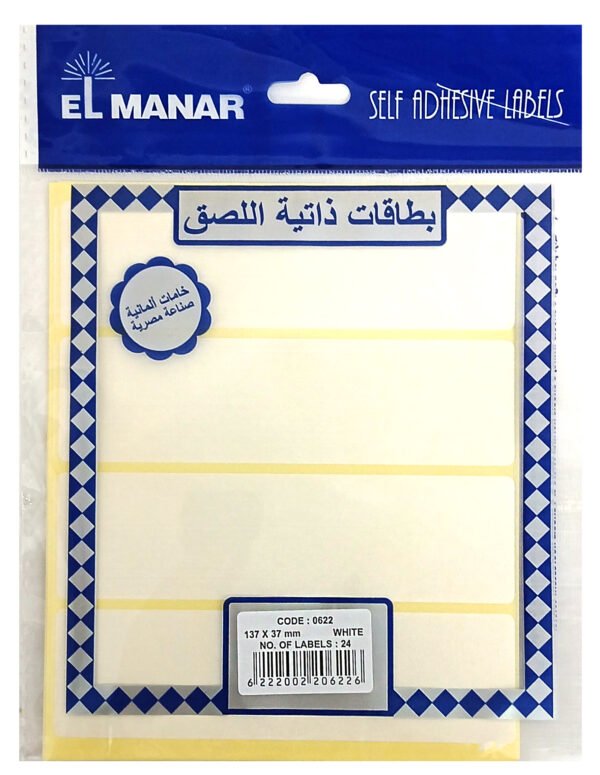 EL MANAR®
SELF ADHESIVE LABELS
بطاقات ذاتية اللصق
خامات ألمانية
صناعة مصرية
CODE : 0622
137 X 37 mm WHITE
NO. OF LABELS : 24
6 222002 206226